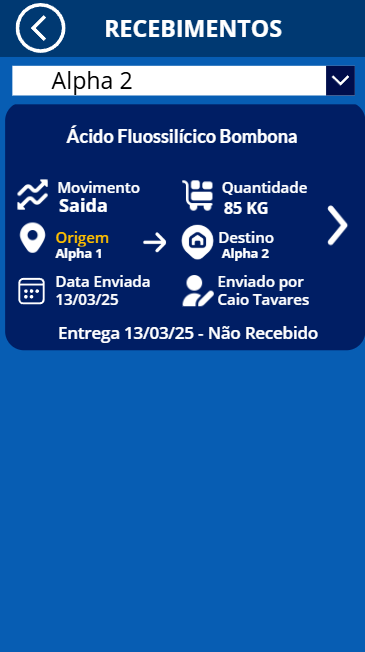 RECEBIMENTOS
Alpha 2
Ácido Fluossilícico Bombona
Movimento
Saida
Quantidade
85 KG
Origem
Alpha 1
Destino
Alpha 2
Data Enviada
13/03/25
Enviado por
Caio Tavares
Entrega 13/03/25 - Não Recebido